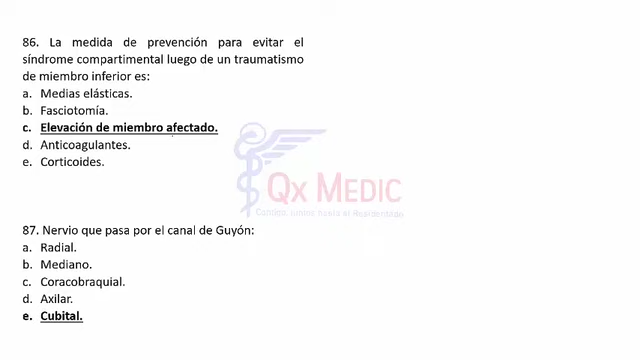 86. La medida de prevención para evitar el
síndrome compartimental luego de un traumatismo
de miembro inferior es:
a. Medias elásticas.
b. Fasciotomía.
c. Elevación de miembro afectado.
d. Anticoagulantes.
e. Corticoides.
Qx MEDIC
Contigo, unidos hasta el Residentado
87. Nervio que pasa por el canal de Guyón:
a. Radial.
b. Mediano.
c. Coracobraquial.
d. Axilar.
e. Cubital.